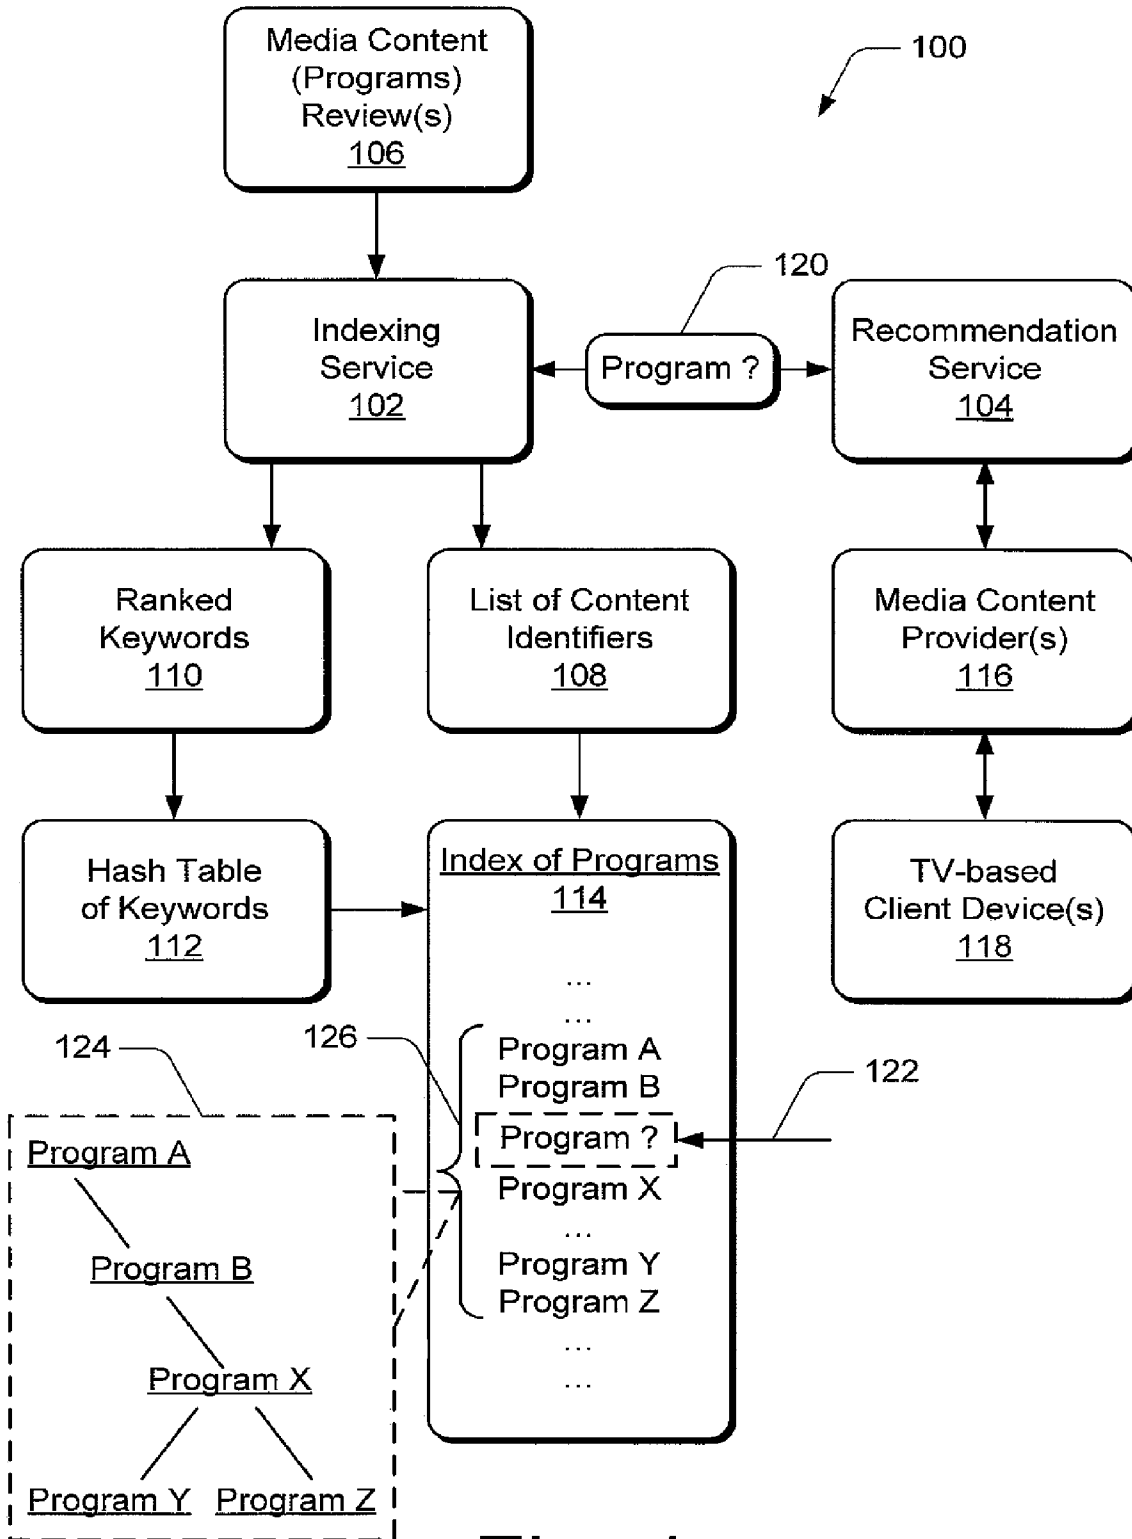 Media Content
(Programs)
Review(s)
106
100
120
Indexing
Service
102
Program ?
Recommendation
Service
104
Ranked
Keywords
110
List of Content
Identifiers
108
Media Content
Provider(s)
116
Hash Table
of Keywords
112
Index of Programs
114
TV-based
Client Device(s)
118
...
...
124
126
122
Program A
Program B
Program ?
Program X
...
Program Y
Program Z
...
...
Program A
Program B
Program X
Program Y Program Z